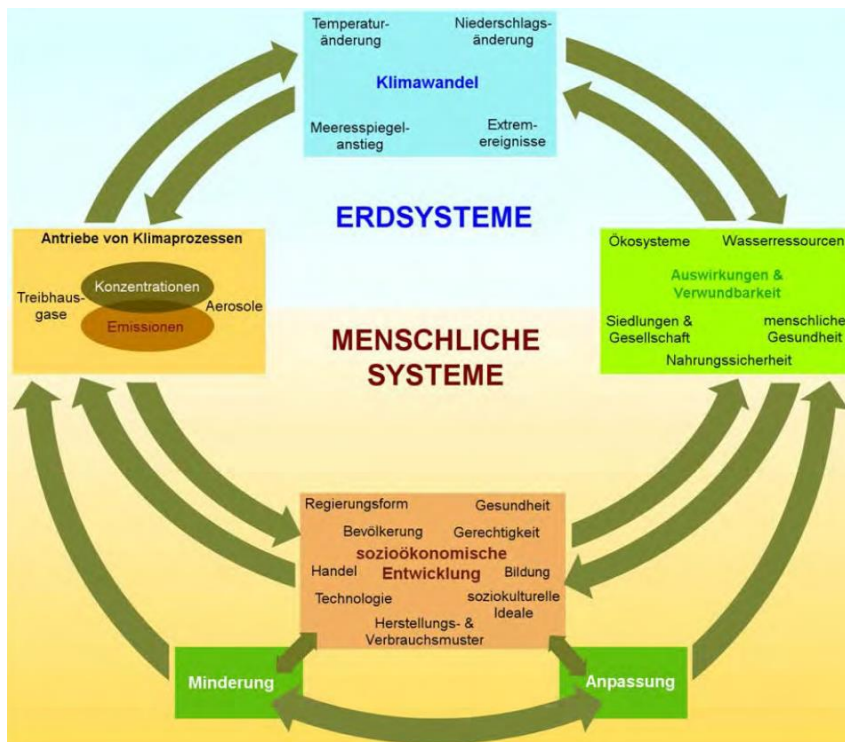 Temperatur-
änderung
Niederschlags-
änderung
Klimawandel
Meeresspiegel-
anstieg
Extrem-
ereignisse
ERDSYSTEME
Antriebe von Klimaprozessen
Konzentrationen
Treibhaus-
gase
Aerosole
Emissionen
Ökosysteme
Wasserressourcen
Auswirkungen &
Verwundbarkeit
Siedlungen &
Gesellschaft
menschliche
Gesundheit
Nahrungssicherheit
MENSCHLICHE
SYSTEME
Regierungsform
Gesundheit
Bevölkerung
Gerechtigkeit
sozioökonomische
Entwicklung
Handel
Bildung
Technologie
soziokulturelle
Ideale
Herstellungs- &
Verbrauchsmuster
Minderung
Anpassung